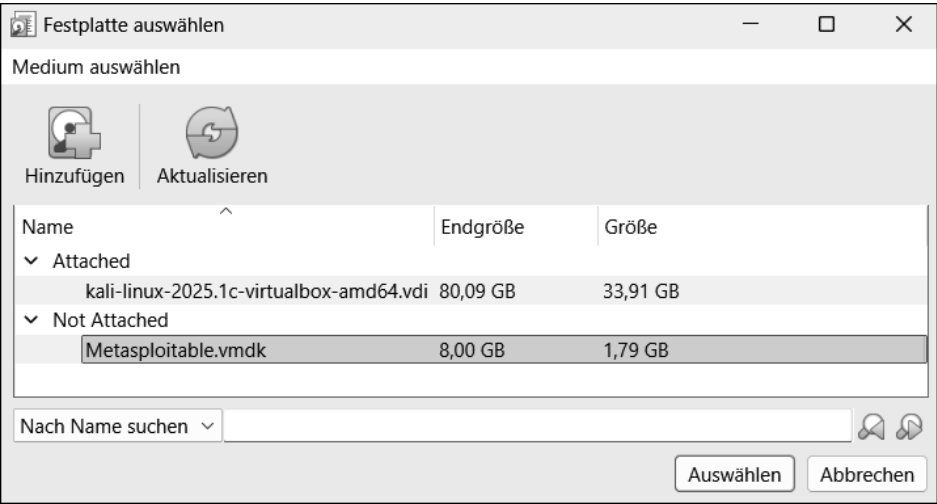 Festplatte auswählen
Medium auswählen
Hinzufügen
Aktualisieren
Name Endgröße Größe
Attached
kali-linux-2025.1c-virtualbox-amd64.vdi 80,09 GB 33,91 GB
Not Attached
Metasploitable.vmdk 8,00 GB 1,79 GB
Nach Name suchen
Auswählen Abbrechen